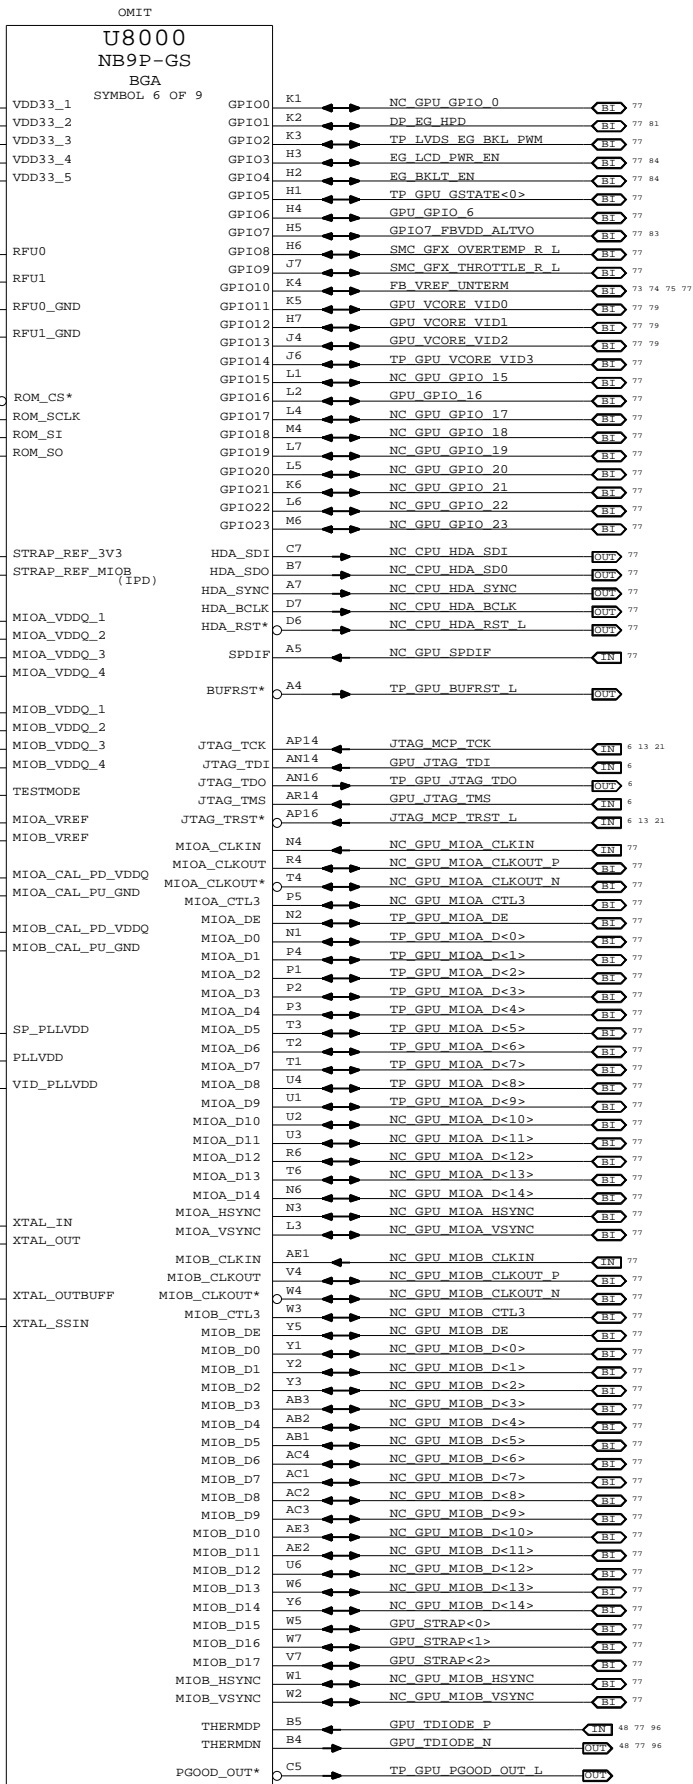 OMIT
U8000
NB9P-GS
BGA
SYMBOL 6 OF 9
VDD33_1 GPIO0 K1 NC_GPU_GPIO_0 BI 77
VDD33_2 GPIO1 K2 DP_EG_HPD BI 77 81
VDD33_3 GPIO2 K3 TP_LVDS_EG_BKL_PWM BI 77
VDD33_4 GPIO3 H3 EG_LCD_PWR_EN BI 77 84
VDD33_5 GPIO4 H2 EG_BKLT_EN BI 77 84
GPIO5 H1 TP_GPU_GSTATE<0> BI 77
GPIO6 H4 GPU_GPIO_6 BI 77
GPIO7 H5 GPIO7_FBVDD_ALTVO BI 77 83
RFU0 GPIO8 H6 SMC_GFX_OVERTEMP_R_L BI 77
RFU1 GPIO9 J7 SMC_GFX_THROTTLE_R_L BI 77
GPIO10 K4 FB_VREF_UNTERM BI 73 74 75 77
RFU0_GND GPIO11 K5 GPU_VCORE_VID0 BI 77 79
GPIO12 H7 GPU_VCORE_VID1 BI 77 79
RFU1_GND GPIO13 J4 GPU_VCORE_VID2 BI 77 79
GPIO14 J6 TP_GPU_VCORE_VID3 BI 77
GPIO15 L1 NC_GPU_GPIO_15 BI 77
ROM_CS* GPIO16 L2 GPU_GPIO_16 BI 77
ROM_SCLK GPIO17 L4 NC_GPU_GPIO_17 BI 77
ROM_SI GPIO18 M4 NC_GPU_GPIO_18 BI 77
ROM_SO GPIO19 L7 NC_GPU_GPIO_19 BI 77
GPIO20 L5 NC_GPU_GPIO_20 BI 77
GPIO21 K6 NC_GPU_GPIO_21 BI 77
GPIO22 L6 NC_GPU_GPIO_22 BI 77
GPIO23 M6 NC_GPU_GPIO_23 BI 77
STRAP_REF_3V3 HDA_SDI C7 NC_CPU_HDA_SDI OUT 77
STRAP_REF_MIOB HDA_SDO B7 NC_CPU_HDA_SD0 OUT 77
(IPD) HDA_SYNC A7 NC_CPU_HDA_SYNC OUT 77
HDA_BCLK D7 NC_CPU_HDA_BCLK OUT 77
MIOA_VDDQ_1 HDA_RST* D6 NC_CPU_HDA_RST_L OUT 77
MIOA_VDDQ_2
MIOA_VDDQ_3 SPDIF A5 NC_GPU_SPDIF IN 77
MIOA_VDDQ_4
BUFRST* A4 TP_GPU_BUFRST_L OUT
MIOB_VDDQ_1
MIOB_VDDQ_2
MIOB_VDDQ_3 JTAG_TCK AP14 JTAG_MCP_TCK IN 6 13 21
MIOB_VDDQ_4 JTAG_TDI AN14 GPU_JTAG_TDI IN 6
JTAG_TDO AN16 TP_GPU_JTAG_TDO OUT 6
TESTMODE JTAG_TMS AR14 GPU_JTAG_TMS IN 6
MIOA_VREF JTAG_TRST* AP16 JTAG_MCP_TRST_L IN 6 13 21
MIOB_VREF MIOA_CLKIN N4 NC_GPU_MIOA_CLKIN IN 77
MIOA_CLKOUT R4 NC_GPU_MIOA_CLKOUT_P BI 77
MIOA_CAL_PD_VDDQ MIOA_CLKOUT* T4 NC_GPU_MIOA_CLKOUT_N BI 77
MIOA_CAL_PU_GND MIOA_CTL3 P5 NC_GPU_MIOA_CTL3 BI 77
MIOA_DE N2 TP_GPU_MIOA_DE BI 77
MIOB_CAL_PD_VDDQ MIOA_D0 N1 TP_GPU_MIOA_D<0> BI 77
MIOB_CAL_PU_GND MIOA_D1 P4 TP_GPU_MIOA_D<1> BI 77
MIOA_D2 P1 TP_GPU_MIOA_D<2> BI 77
MIOA_D3 P2 TP_GPU_MIOA_D<3> BI 77
MIOA_D4 P3 TP_GPU_MIOA_D<4> BI 77
SP_PLLVDD MIOA_D5 T3 TP_GPU_MIOA_D<5> BI 77
MIOA_D6 T2 TP_GPU_MIOA_D<6> BI 77
PLLVDD MIOA_D7 T1 TP_GPU_MIOA_D<7> BI 77
VID_PLLVDD MIOA_D8 U4 TP_GPU_MIOA_D<8> BI 77
MIOA_D9 U1 TP_GPU_MIOA_D<9> BI 77
MIOA_D10 U2 NC_GPU_MIOA_D<10> BI 77
MIOA_D11 U3 NC_GPU_MIOA_D<11> BI 77
MIOA_D12 R6 NC_GPU_MIOA_D<12> BI 77
MIOA_D13 T6 NC_GPU_MIOA_D<13> BI 77
MIOA_D14 N6 NC_GPU_MIOA_D<14> BI 77
MIOA_HSYNC N3 NC_GPU_MIOA_HSYNC BI 77
XTAL_IN MIOA_VSYNC L3 NC_GPU_MIOA_VSYNC BI 77
XTAL_OUT
MIOB_CLKIN AE1 NC_GPU_MIOB_CLKIN IN 77
MIOB_CLKOUT V4 NC_GPU_MIOB_CLKOUT_P BI 77
XTAL_OUTBUFF MIOB_CLKOUT* W4 NC_GPU_MIOB_CLKOUT_N BI 77
XTAL_SSIN MIOB_CTL3 W3 NC_GPU_MIOB_CTL3 BI 77
MIOB_DE Y5 NC_GPU_MIOB_DE BI 77
MIOB_D0 Y1 NC_GPU_MIOB_D<0> BI 77
MIOB_D1 Y2 NC_GPU_MIOB_D<1> BI 77
MIOB_D2 Y3 NC_GPU_MIOB_D<2> BI 77
MIOB_D3 AB3 NC_GPU_MIOB_D<3> BI 77
MIOB_D4 AB2 NC_GPU_MIOB_D<4> BI 77
MIOB_D5 AB1 NC_GPU_MIOB_D<5> BI 77
MIOB_D6 AC4 NC_GPU_MIOB_D<6> BI 77
MIOB_D7 AC1 NC_GPU_MIOB_D<7> BI 77
MIOB_D8 AC2 NC_GPU_MIOB_D<8> BI 77
MIOB_D9 AC3 NC_GPU_MIOB_D<9> BI 77
MIOB_D10 AE3 NC_GPU_MIOB_D<10> BI 77
MIOB_D11 AE2 NC_GPU_MIOB_D<11> BI 77
MIOB_D12 U6 NC_GPU_MIOB_D<12> BI 77
MIOB_D13 W6 NC_GPU_MIOB_D<13> BI 77
MIOB_D14 Y6 NC_GPU_MIOB_D<14> BI 77
MIOB_D15 W5 GPU_STRAP<0> BI 77
MIOB_D16 W7 GPU_STRAP<1> BI 77
MIOB_D17 V7 GPU_STRAP<2> BI 77
MIOB_HSYNC W1 NC_GPU_MIOB_HSYNC BI 77
MIOB_VSYNC W2 NC_GPU_MIOB_VSYNC BI 77
THERMDP B5 GPU_TDIODE_P IN 48 77 96
THERMDN B4 GPU_TDIODE_N OUT 48 77 96
PGOOD_OUT* C5 TP_GPU_PGOOD_OUT_L OUT